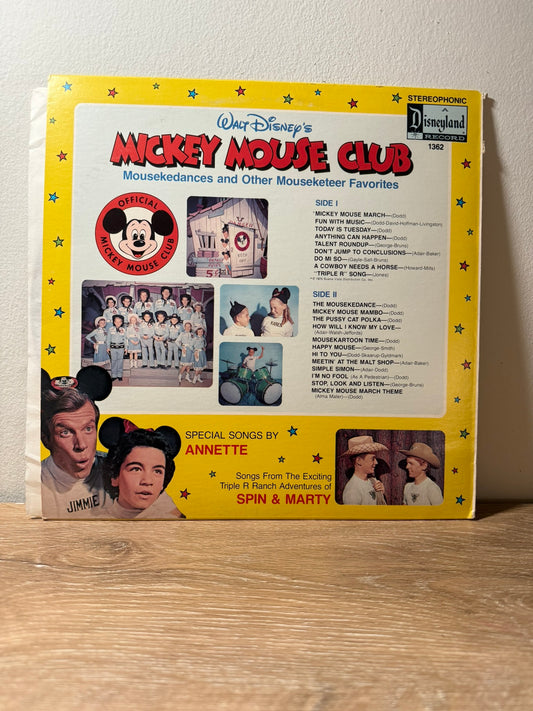 STEREOPHONIC
A
Disneyland
RECORD
1362
WALT DISNEY'S
MICKEY MOUSE CLUB
Mousekedances and Other Mouseketeer Favorites
OFFICIAL
MICKEY MOUSE CLUB
SIDE I
*MICKEY MOUSE MARCH—(Dodd)
FUN WITH MUSIC—(Dodd-David-Hoffman-Livingston)
TODAY IS TUESDAY—(Dodd)
ANYTHING CAN HAPPEN—(Dodd)
TALENT ROUNDUP—(George-Bruns)
DON'T JUMP TO CONCLUSIONS—(Adair-Baker)
DO MI SO—(Gayle-Salt-Bruns)
A COWBOY NEEDS A HORSE—(Howard-Mills)
"TRIPLE R" SONG—(Jones)
SIDE II
THE MOUSEKEDANCE—(Dodd)
MICKEY MOUSE MAMBO—(Dodd)
THE PUSSY CAT POLKA—(Dodd)
HOW WILL I KNOW MY LOVE—
(Adair-Walsh-Jeffords)
MOUSEKARTOON TIME—(Dodd)
HAPPY MOUSE—(George-Smith)
HI TO YOU—(Dodd-Skaarup-Gyldmark)
MEETIN' AT THE MALT SHOP—(Adair-Baker)
SIMPLE SIMON—(Adair-Dodd)
I'M NO FOOL (As A Pedestrian)—(Dodd)
STOP, LOOK AND LISTEN—(George-Bruns)
MICKEY MOUSE MARCH THEME
(Alma Mater)—(Dodd)
SPECIAL SONGS BY
ANNETTE
JIMMIE
Songs From The Exciting
Triple R Ranch Adventures of
SPIN & MARTY